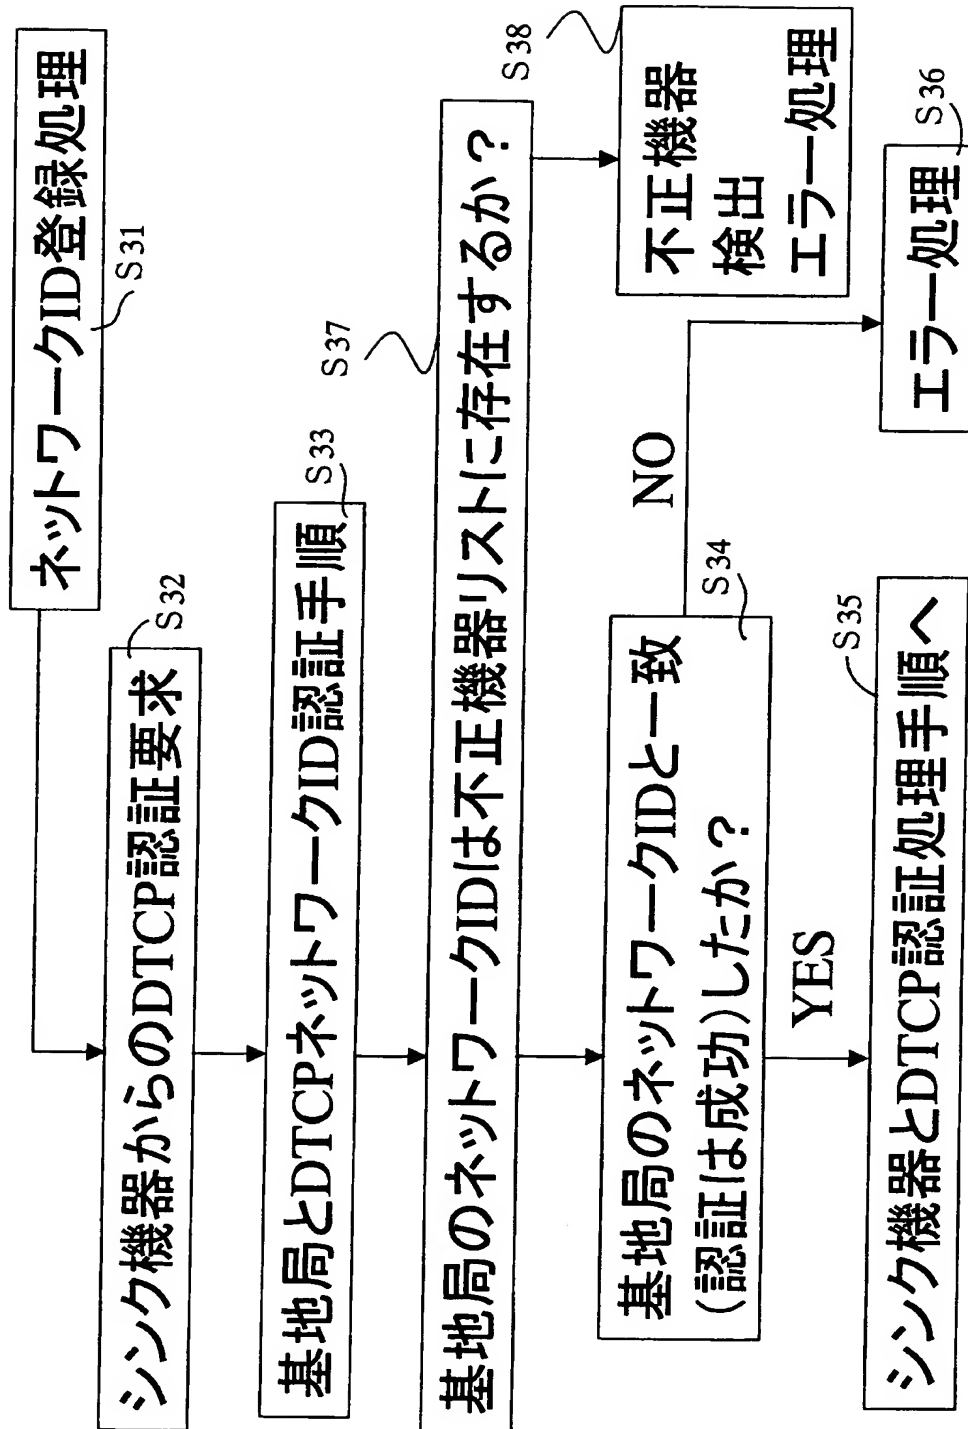 ネットワークID登録処理
S31
シンク機器からのDTCP認証要求
S32
基地局とDTCPネットワークID認証手順
S33
基地局のネットワークIDは不正機器リストに存在するか?
S37
不正機器
検出
エラー処理
S38
基地局のネットワークIDと一致
(認証は成功)したか?
S34
NO
エラー処理
S36
YES
シンク機器とDTCP認証処理手順へ
S35